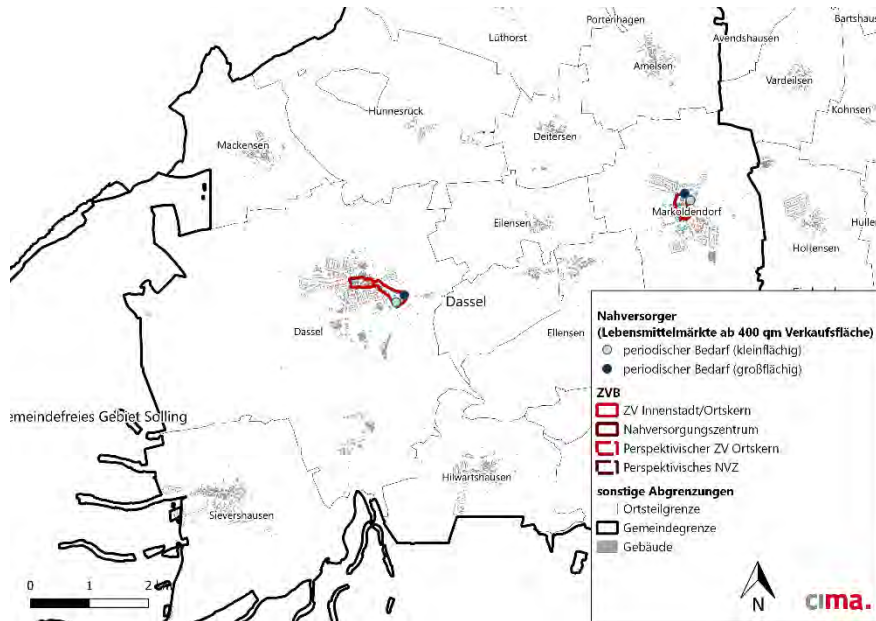 Portenhagen
Bartshau
Lüthorst
Avendshausen
Amelsen
Vardeilsen
Hunnesrück
Kohnsen
Deitersen
Mackensen
Eilensen
Markoldendorf
Hullen
Holtensen
Dassel
Dassel
Ellensen
emeindefreies Gebiet Solling
Hilwartshausen
Sievershausen
Nahversorger
(Lebensmittelmärkte ab 400 qm Verkaufsfläche)
periodischer Bedarf (kleinflächig)
periodischer Bedarf (großflächig)
ZVB
ZV Innenstadt/Ortskern
Nahversorgungszentrum
Perspektivischer ZV Ortskern
Perspektivisches NVZ
sonstige Abgrenzungen
Ortsteilgrenze
Gemeindegrenze
Gebäude
0 1 2
N
cima.